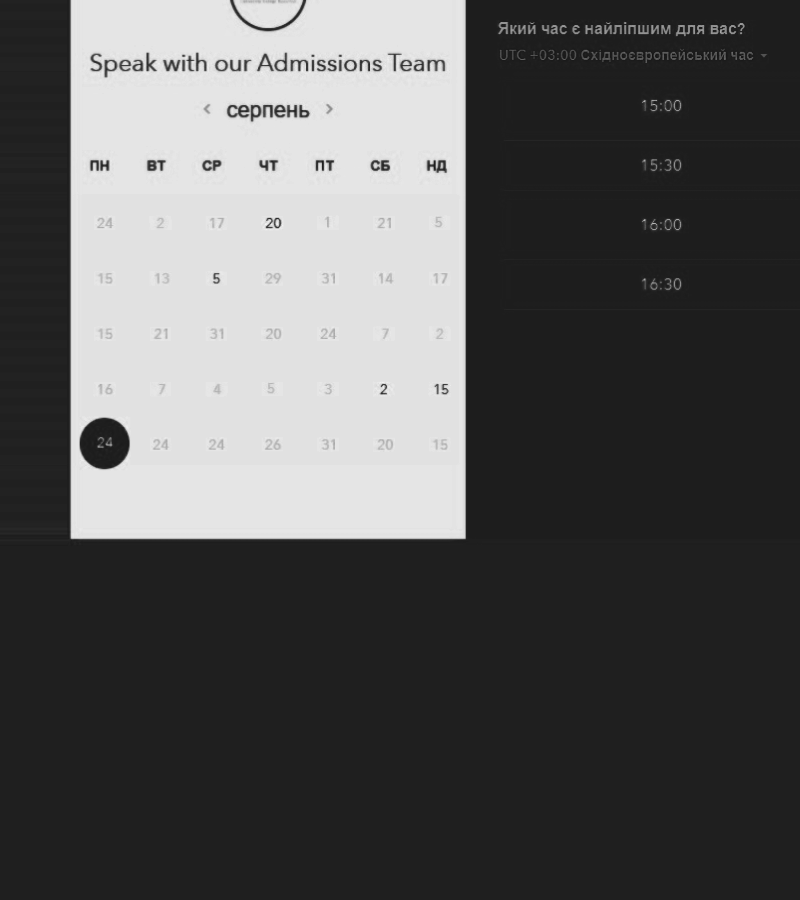 Speak with our Admissions Team
серпень
ПН ВТ СР ЧТ ПТ СБ НД
24 2 17 20 1 21 5
15 13 5 29 31 14 17
15 21 31 20 24 7 2
16 7 4 5 3 2 15
24 24 24 26 31 20 15
Який час є найліпшим для вас?
UTC +03:00 Східноєвропейський час
15:00
15:30
16:00
16:30